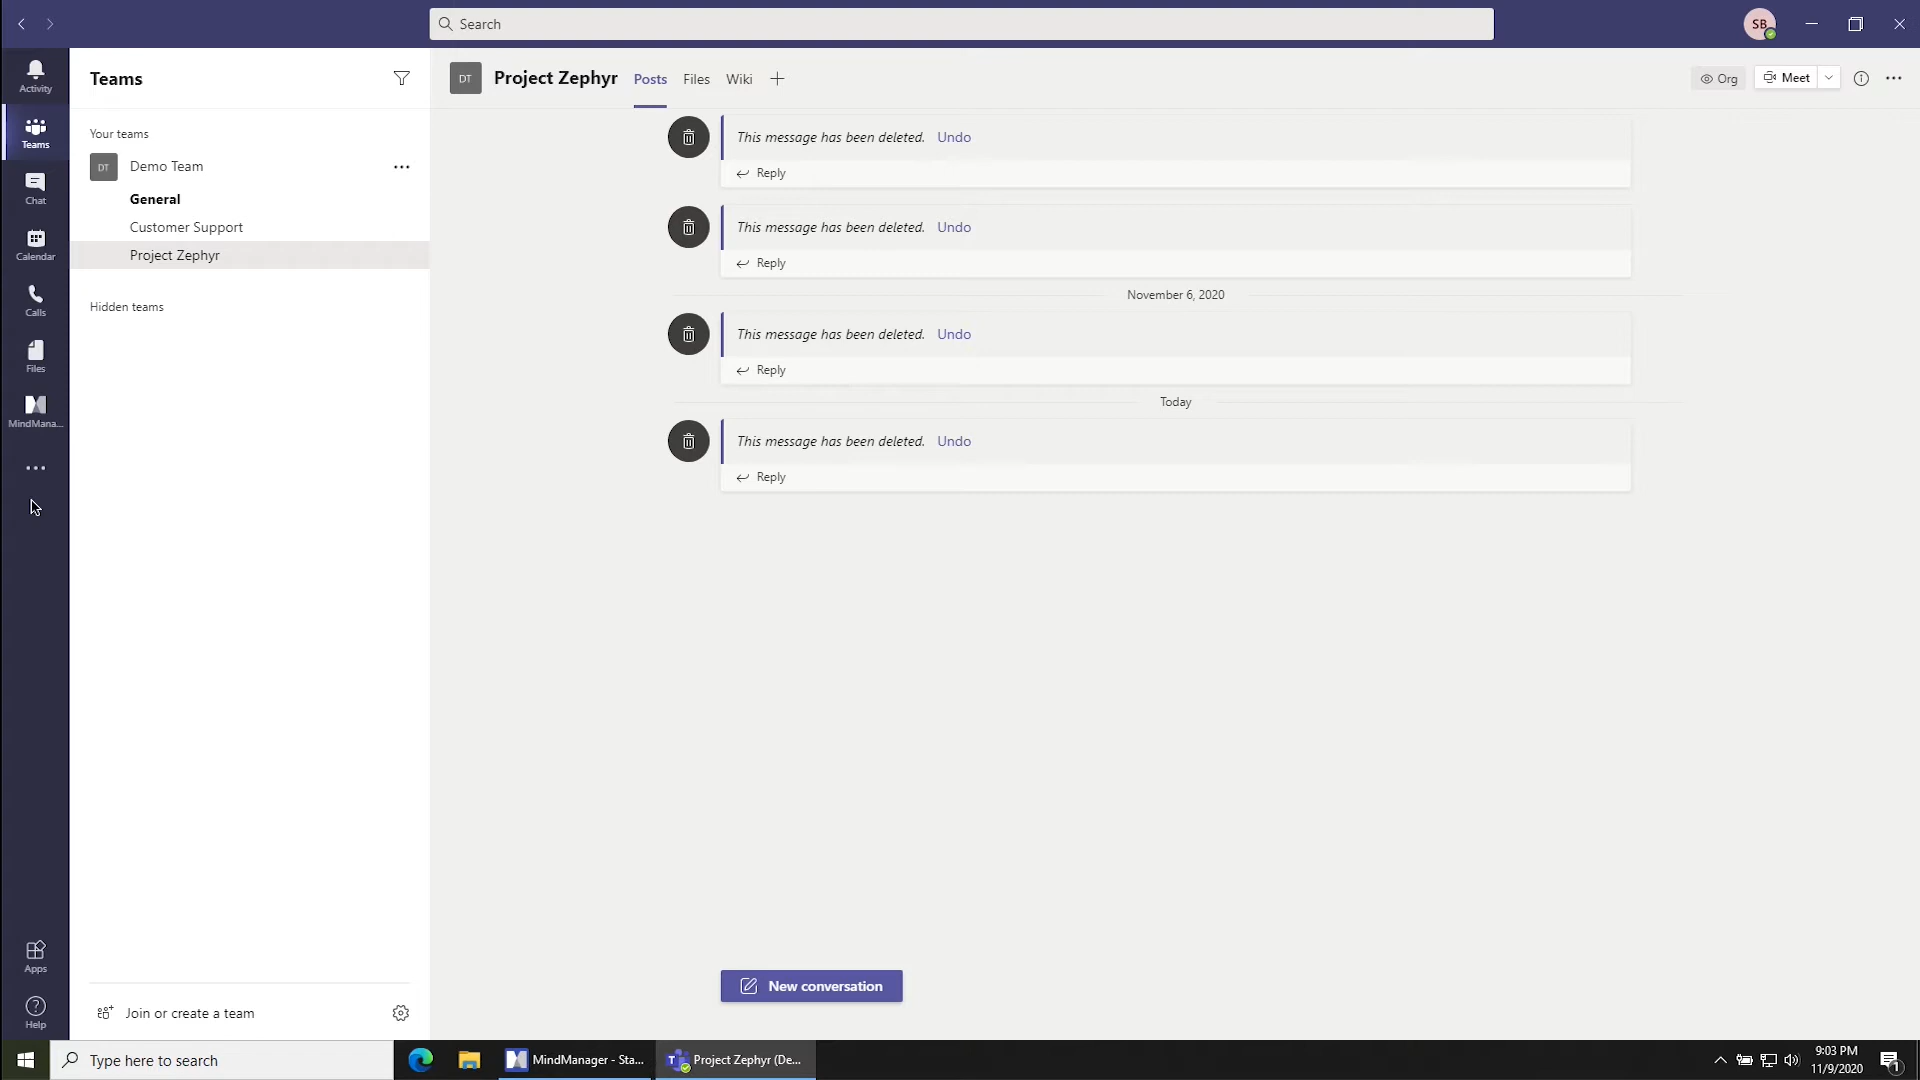 Search
SB
Activity
Teams
Chat
Calendar
Calls
Files
MindMana...
Apps
Help
Teams
Your teams
DT Demo Team
General
Customer Support
Project Zephyr
Hidden teams
Join or create a team
DT Project Zephyr Posts Files Wiki
Org Meet
This message has been deleted. Undo
Reply
This message has been deleted. Undo
Reply
November 6, 2020
This message has been deleted. Undo
Reply
Today
This message has been deleted. Undo
Reply
New conversation
Type here to search
MindManager - Sta...
Project Zephyr (De...
9:03 PM
11/9/2020
1